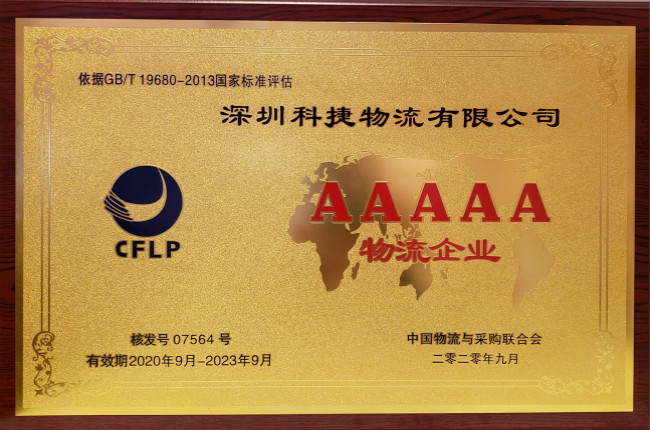 依据GB/T 19680-2013国家标准评估
深圳科捷物流有限公司
CFLP
AAAAA
物流企业
核发号 07564 号
有效期2020年9月-2023年9月
中国物流与采购联合会
二零二零年九月